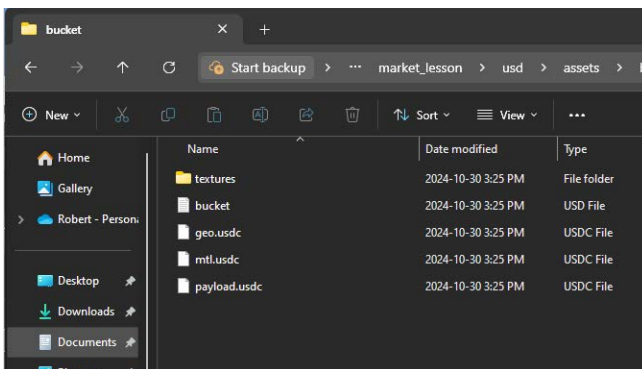 bucket
Start backup > ... market_lesson > usd > assets >
New Sort View ...
Name Date modified Type
Home
Gallery
Robert - Person
Desktop
Downloads
Documents
textures 2024-10-30 3:25 PM File folder
bucket 2024-10-30 3:25 PM USD File
geo.usdc 2024-10-30 3:25 PM USDC File
mtl.usdc 2024-10-30 3:25 PM USDC File
payload.usdc 2024-10-30 3:25 PM USDC File